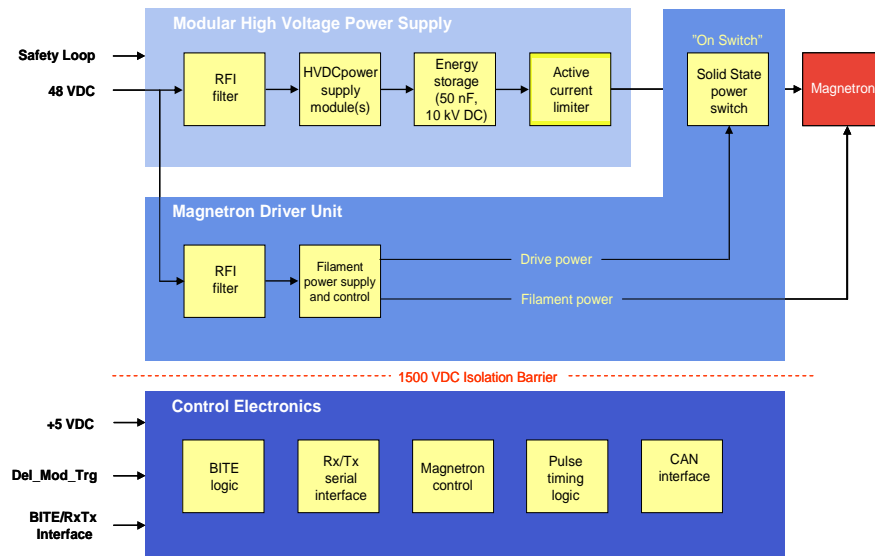 Modular High Voltage Power Supply
Safety Loop
48 VDC
RFI
filter
HVDCpower
supply
module(s)
Energy
storage
(50 nF,
10 kV DC)
Active
current
limiter
"On Switch"
Solid State
power
switch
Magnetron
Magnetron Driver Unit
RFI
filter
Filament
power supply
and control
Drive power
Filament power
1500 VDC Isolation Barrier
Control Electronics
+5 VDC
Del_Mod_Trg
BITE/RxTx
Interface
BITE
logic
Rx/Tx
serial
interface
Magnetron
control
Pulse
timing
logic
CAN
interface